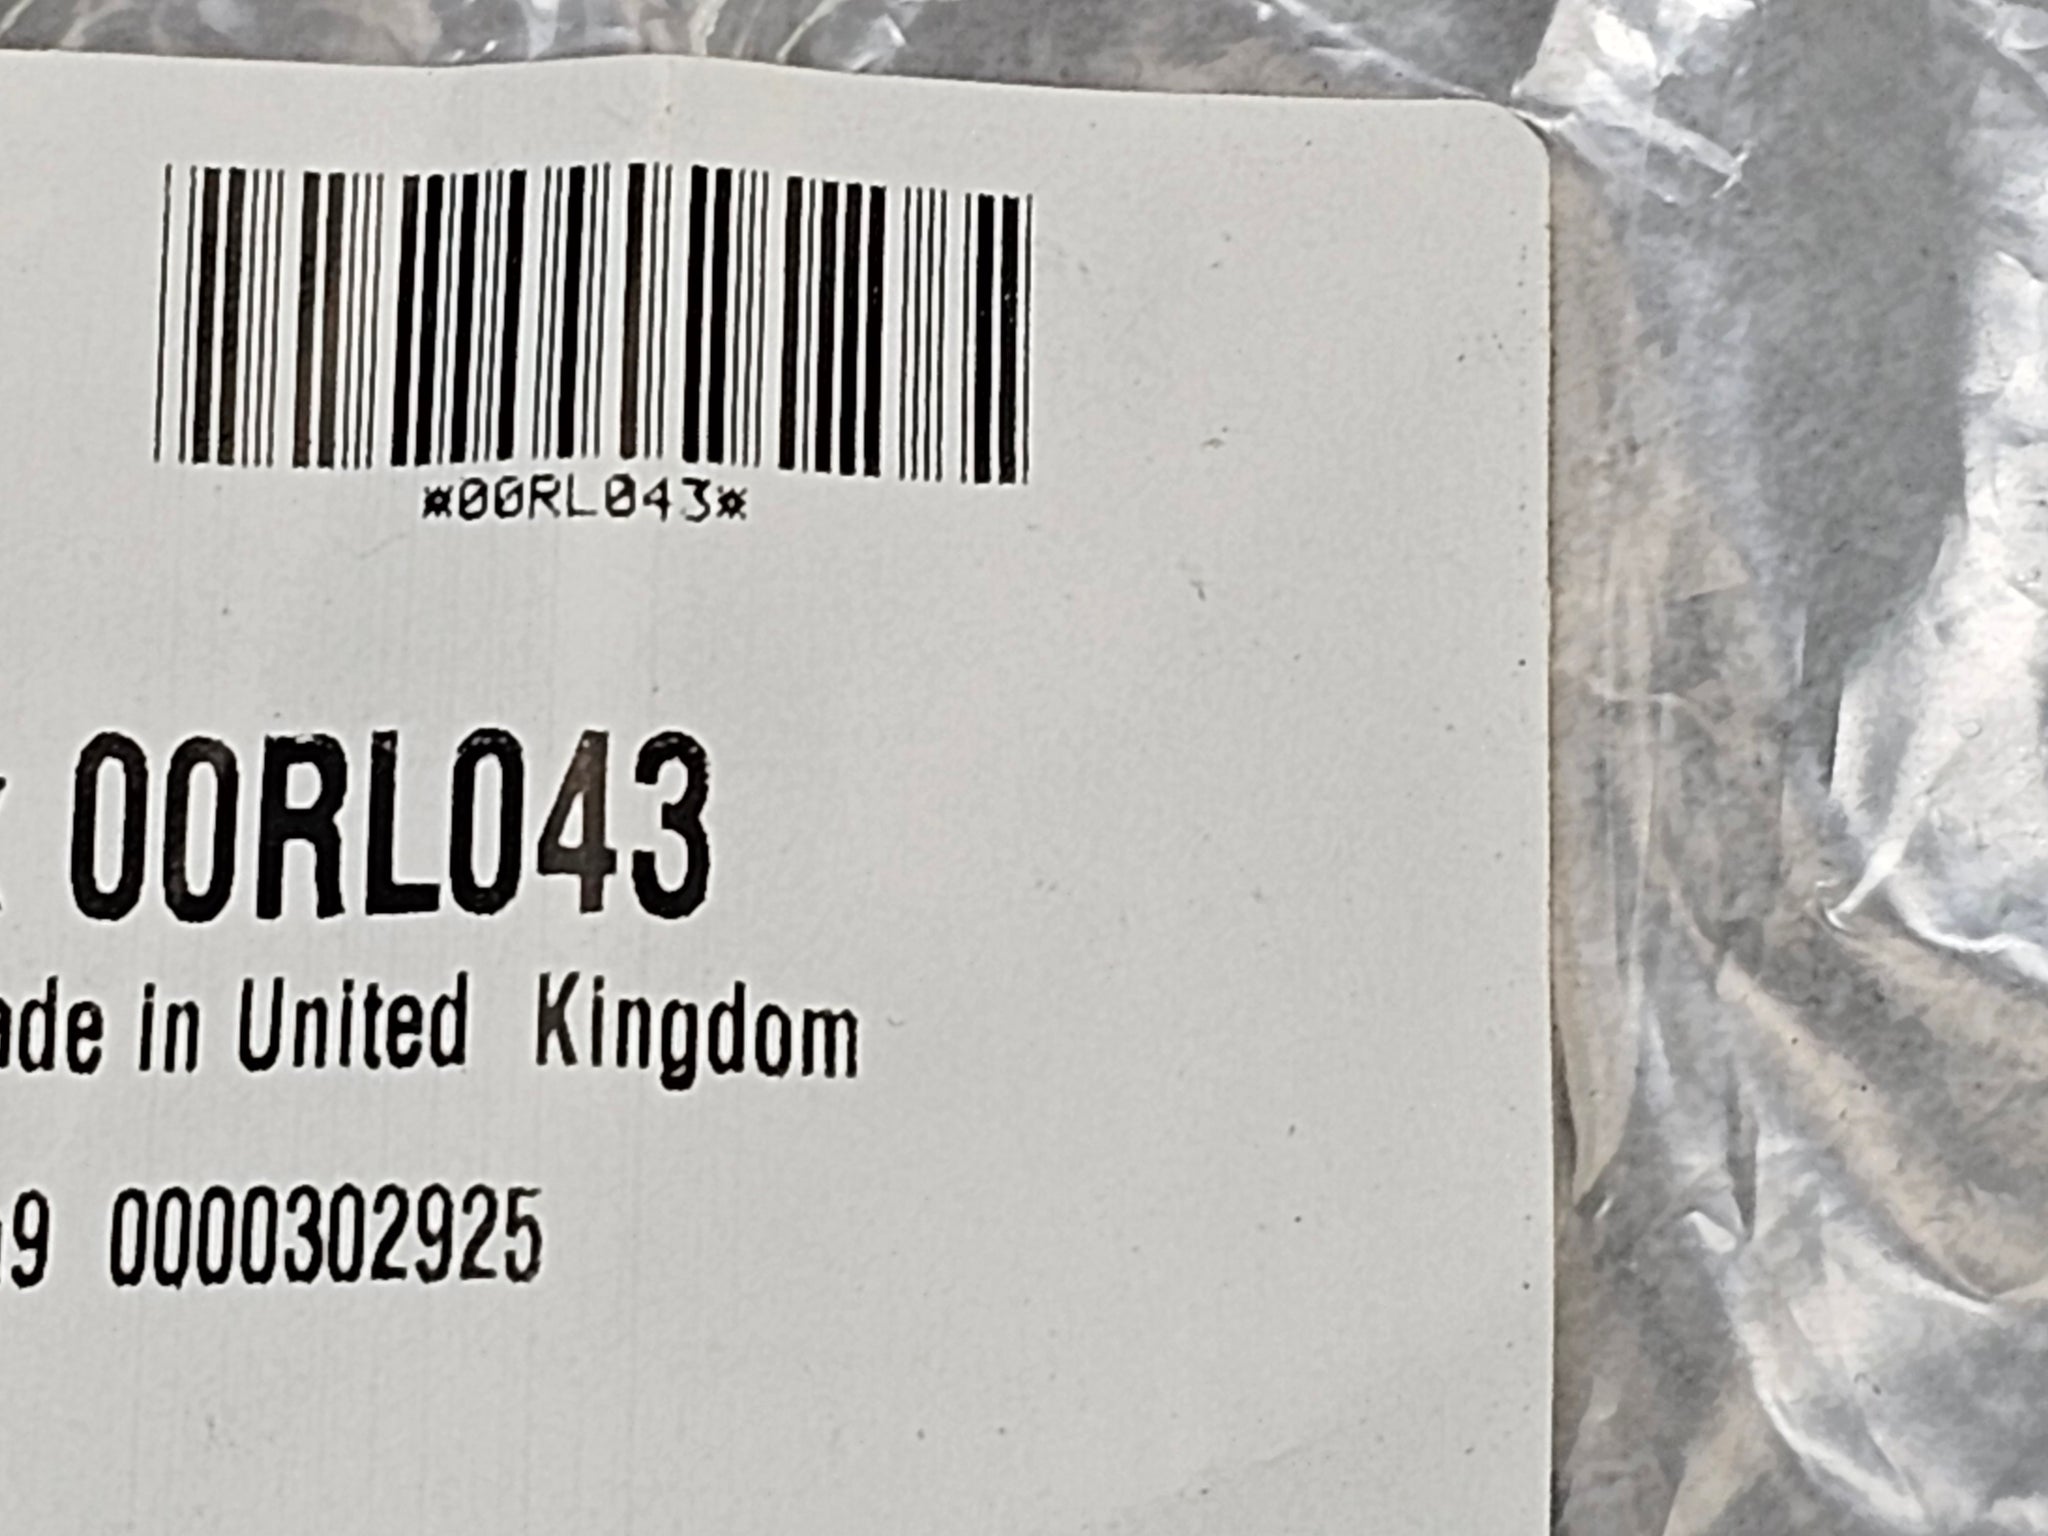 *00RL043*
00RL043
ade in United Kingdom
9 0000302925